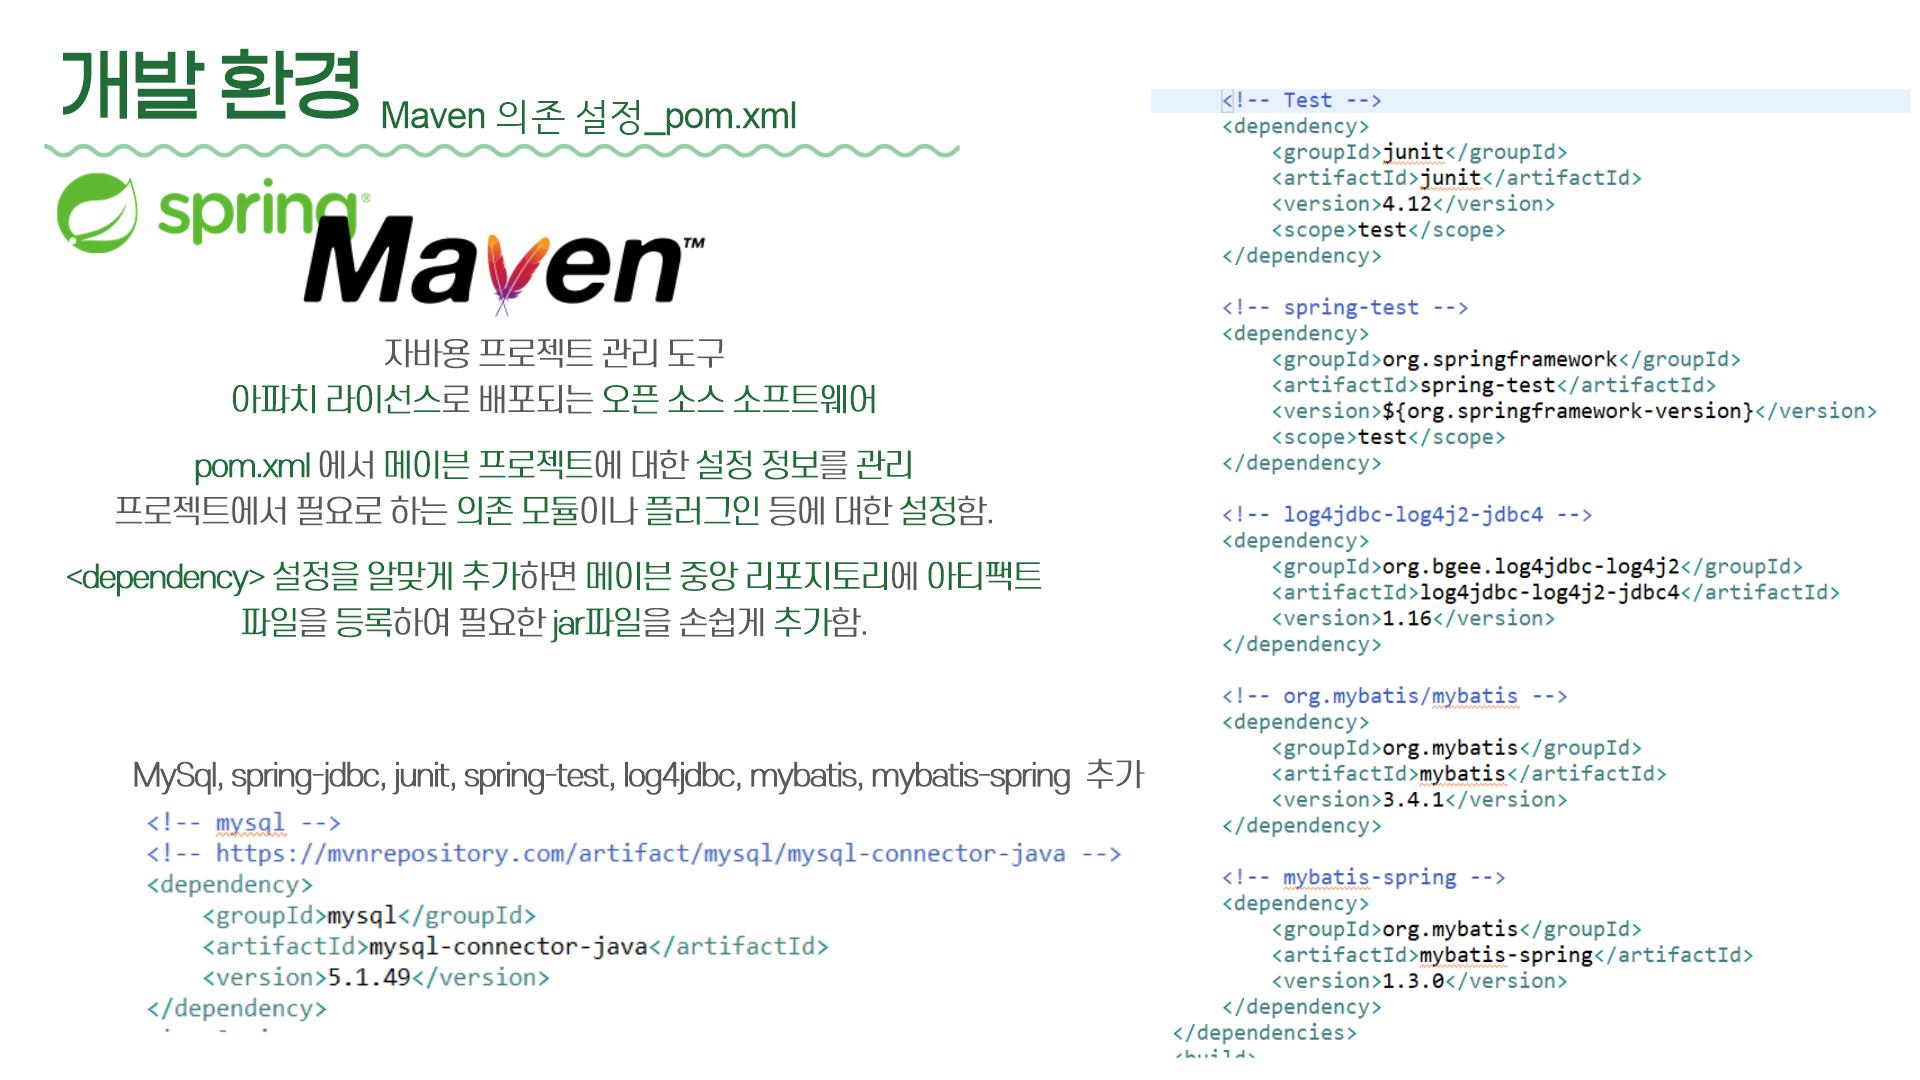 개발 환경 Maven 의존 설정_pom.xml
spring®
Maven™
자바용 프로젝트 관리 도구
아파치 라이선스로 배포되는 오픈 소스 소프트웨어
pom.xml 에서 메이븐 프로젝트에 대한 설정 정보를 관리
프로젝트에서 필요로 하는 의존 모듈이나 플러그인 등에 대한 설정함.
<dependency> 설정을 알맞게 추가하면 메이븐 중앙 리포지토리에 아티팩트
파일을 등록하여 필요한 jar파일을 손쉽게 추가함.
MySql, spring-jdbc, junit, spring-test, log4jdbc, mybatis, mybatis-spring 추가
<!-- mysql -->
<!-- https://mvnrepository.com/artifact/mysql/mysql-connector-java -->
<dependency>
<groupId>mysql</groupId>
<artifactId>mysql-connector-java</artifactId>
<version>5.1.49</version>
</dependency>
<!-- Test -->
<dependency>
<groupId>junit</groupId>
<artifactId>junit</artifactId>
<version>4.12</version>
<scope>test</scope>
</dependency>
<!-- spring-test -->
<dependency>
<groupId>org.springframework</groupId>
<artifactId>spring-test</artifactId>
<version>${org.springframework-version}</version>
<scope>test</scope>
</dependency>
<!-- log4jdbc-log4j2-jdbc4 -->
<dependency>
<groupId>org.bgee.log4jdbc-log4j2</groupId>
<artifactId>log4jdbc-log4j2-jdbc4</artifactId>
<version>1.16</version>
</dependency>
<!-- org.mybatis/mybatis -->
<dependency>
<groupId>org.mybatis</groupId>
<artifactId>mybatis</artifactId>
<version>3.4.1</version>
</dependency>
<!-- mybatis-spring -->
<dependency>
<groupId>org.mybatis</groupId>
<artifactId>mybatis-spring</artifactId>
<version>1.3.0</version>
</dependency>
</dependencies>
<build>